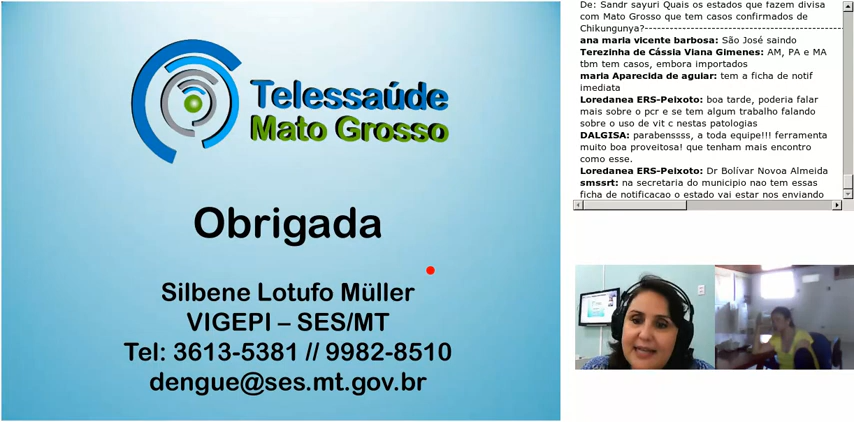 Telessaúde
Mato Grosso
Obrigada
Silbene Lotufo Müller
VIGEPI – SES/MT
Tel: 3613-5381 // 9982-8510
dengue@ses.mt.gov.br
De: Sandr sayuri Quais os estados que fazem divisa
com Mato Grosso que tem casos confirmados de
Chikungunya?--------------------------------
ana maria vicente barbosa: São José saindo
Terezinha de Cássia Viana Gimenes: AM, PA e MA
tbm tem casos, embora importados
maria Aparecida de aguiar: tem a ficha de notif
imediata
Loredanea ERS-Peixoto: boa tarde, poderia falar
mais sobre o pcr e se tem algum trabalho falando
sobre o uso de vit c nestas patologias
DALGISA: parabenssss, a toda equipe!!! ferramenta
muito boa proveitosa! que tenham mais encontro
como esse.
Loredanea ERS-Peixoto: Dr Bolívar Novoa Almeida
smssrt: na secretaria do municipio nao tem essas
ficha de notificacao o estado vai estar nos enviando